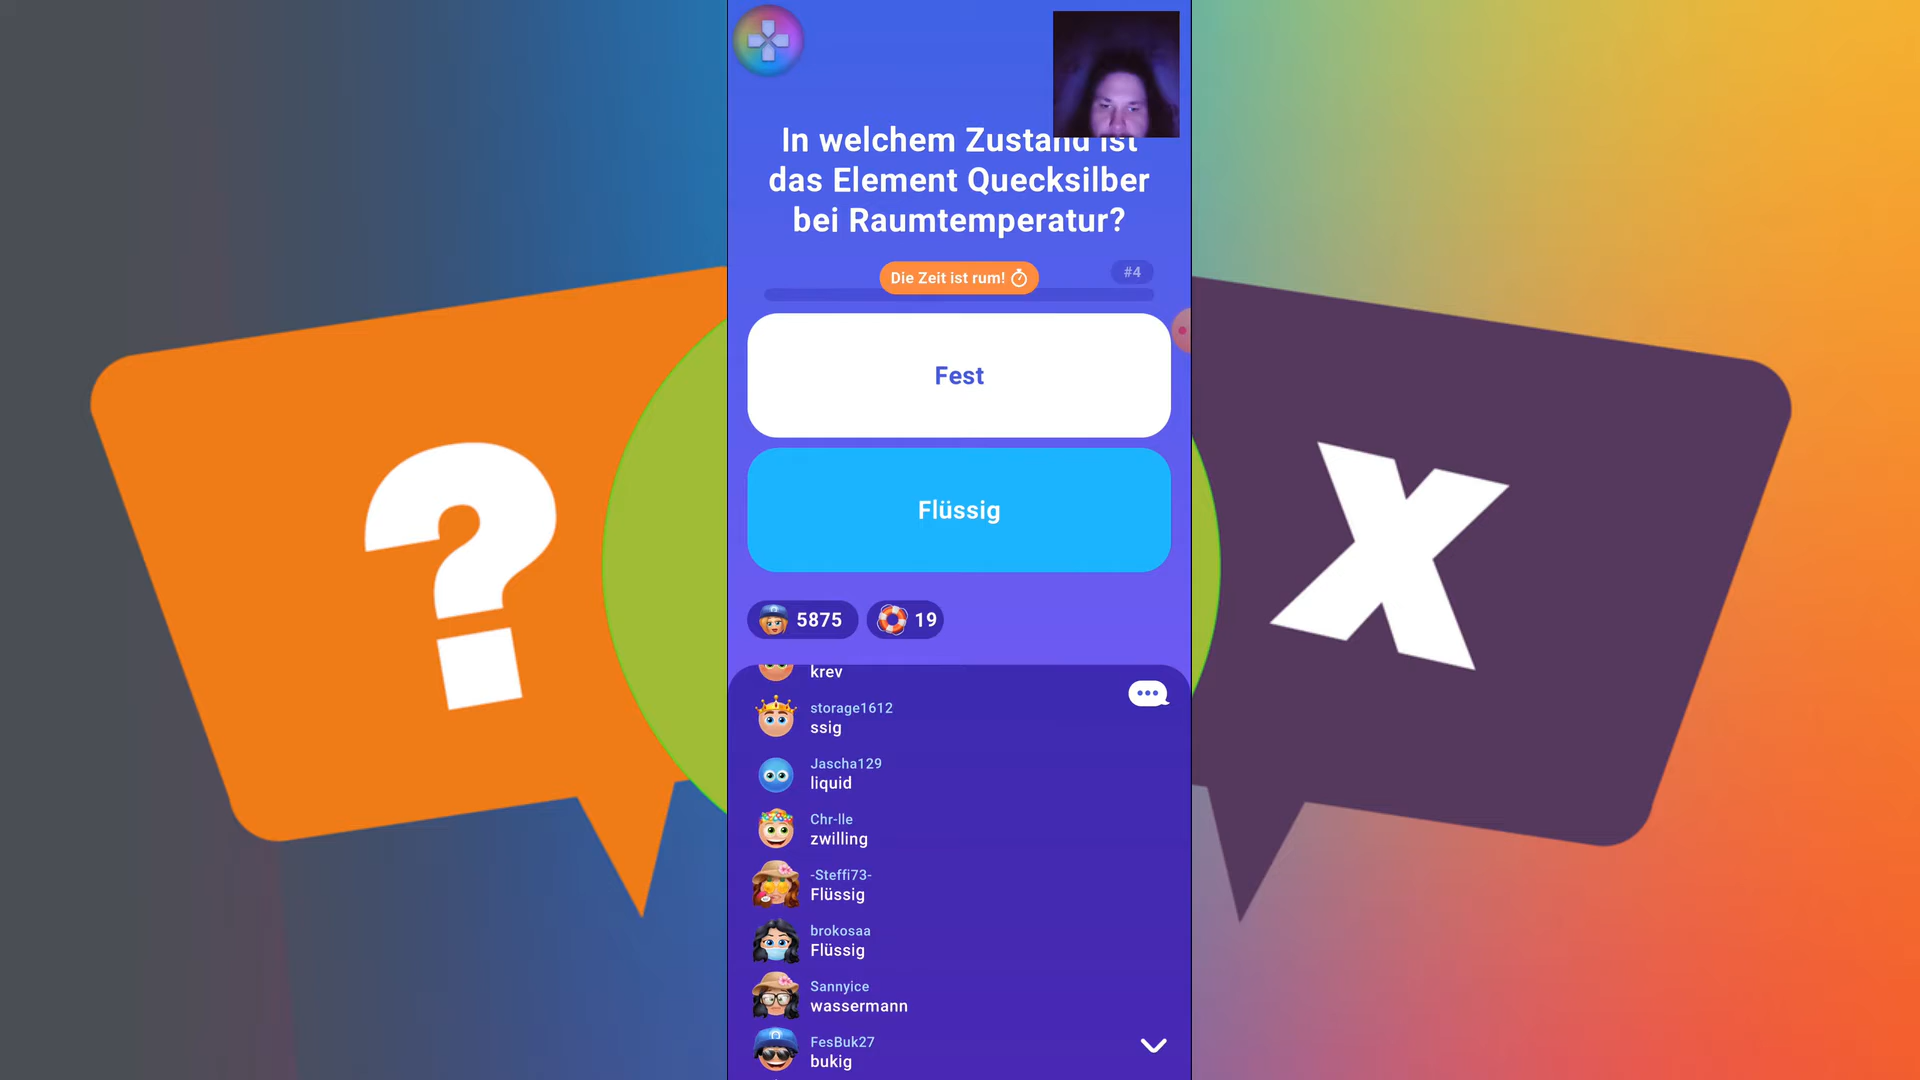 In welchem Zustand ist
das Element Quecksilber
bei Raumtemperatur?
Die Zeit ist rum!
#4
Fest
Flüssig
5875
19
krev
storage1612
ssig
Jascha129
liquid
Chr-lle
zwilling
-Steffi73-
Flüssig
brokosaa
Flüssig
Sannyice
wassermann
FesBuk27
bukig
?
X